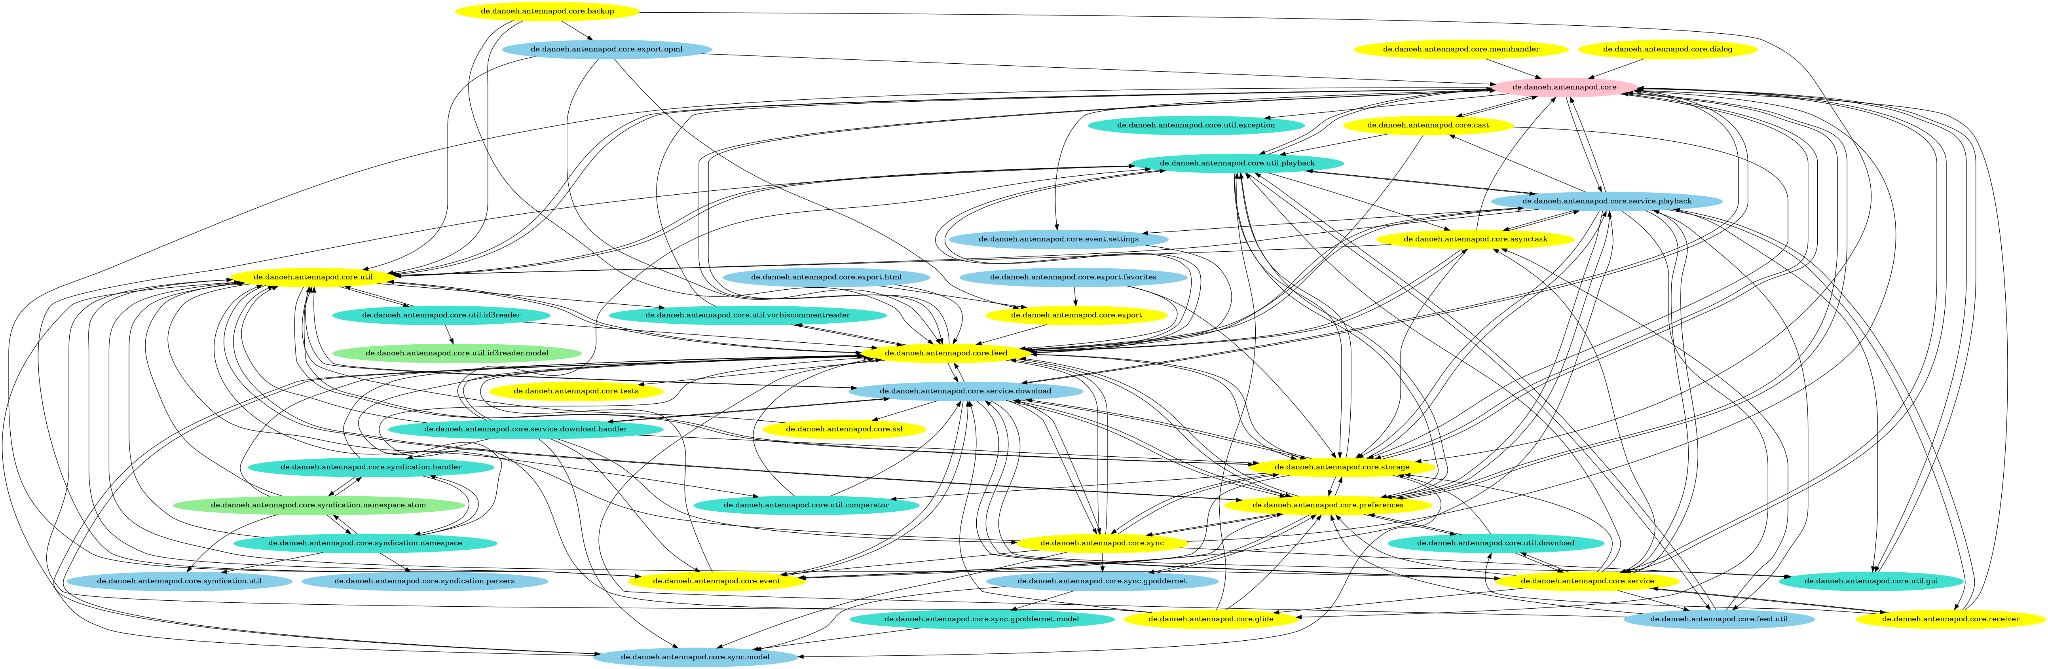 de.danoeh.antennapod.core.backup
de.danoeh.antennapod.core.export.opml
de.danoeh.antennapod.core.menuhandler
de.danoeh.antennapod.core.dialog
de.danoeh.antennapod.core
de.danoeh.antennapod.core.util.exception
de.danoeh.antennapod.core.cast
de.danoeh.antennapod.core.util.playback
de.danoeh.antennapod.core.service.playback
de.danoeh.antennapod.core.event.settings
de.danoeh.antennapod.core.asynctask
de.danoeh.antennapod.core.util
de.danoeh.antennapod.core.export.html
de.danoeh.antennapod.core.export.favorites
de.danoeh.antennapod.core.util.id3reader
de.danoeh.antennapod.core.util.vorbiscommentreader
de.danoeh.antennapod.core.export
de.danoeh.antennapod.core.util.id3reader.model
de.danoeh.antennapod.core.feed
de.danoeh.antennapod.core.tests
de.danoeh.antennapod.core.service.download
de.danoeh.antennapod.core.service.download.handler
de.danoeh.antennapod.core.ssl
de.danoeh.antennapod.core.syndication.handler
de.danoeh.antennapod.core.storage
de.danoeh.antennapod.core.syndication.namespace.atom
de.danoeh.antennapod.core.util.comparator
de.danoeh.antennapod.core.preferences
de.danoeh.antennapod.core.syndication.namespace
de.danoeh.antennapod.core.sync
de.danoeh.antennapod.core.util.download
de.danoeh.antennapod.core.syndication.util
de.danoeh.antennapod.core.syndication.parsers
de.danoeh.antennapod.core.event
de.danoeh.antennapod.core.sync.gpoddernet
de.danoeh.antennapod.core.service
de.danoeh.antennapod.core.util.gui
de.danoeh.antennapod.core.sync.gpoddernet.model
de.danoeh.antennapod.core.glide
de.danoeh.antennapod.core.feed.util
de.danoeh.antennapod.core.receiver
de.danoeh.antennapod.core.sync.model